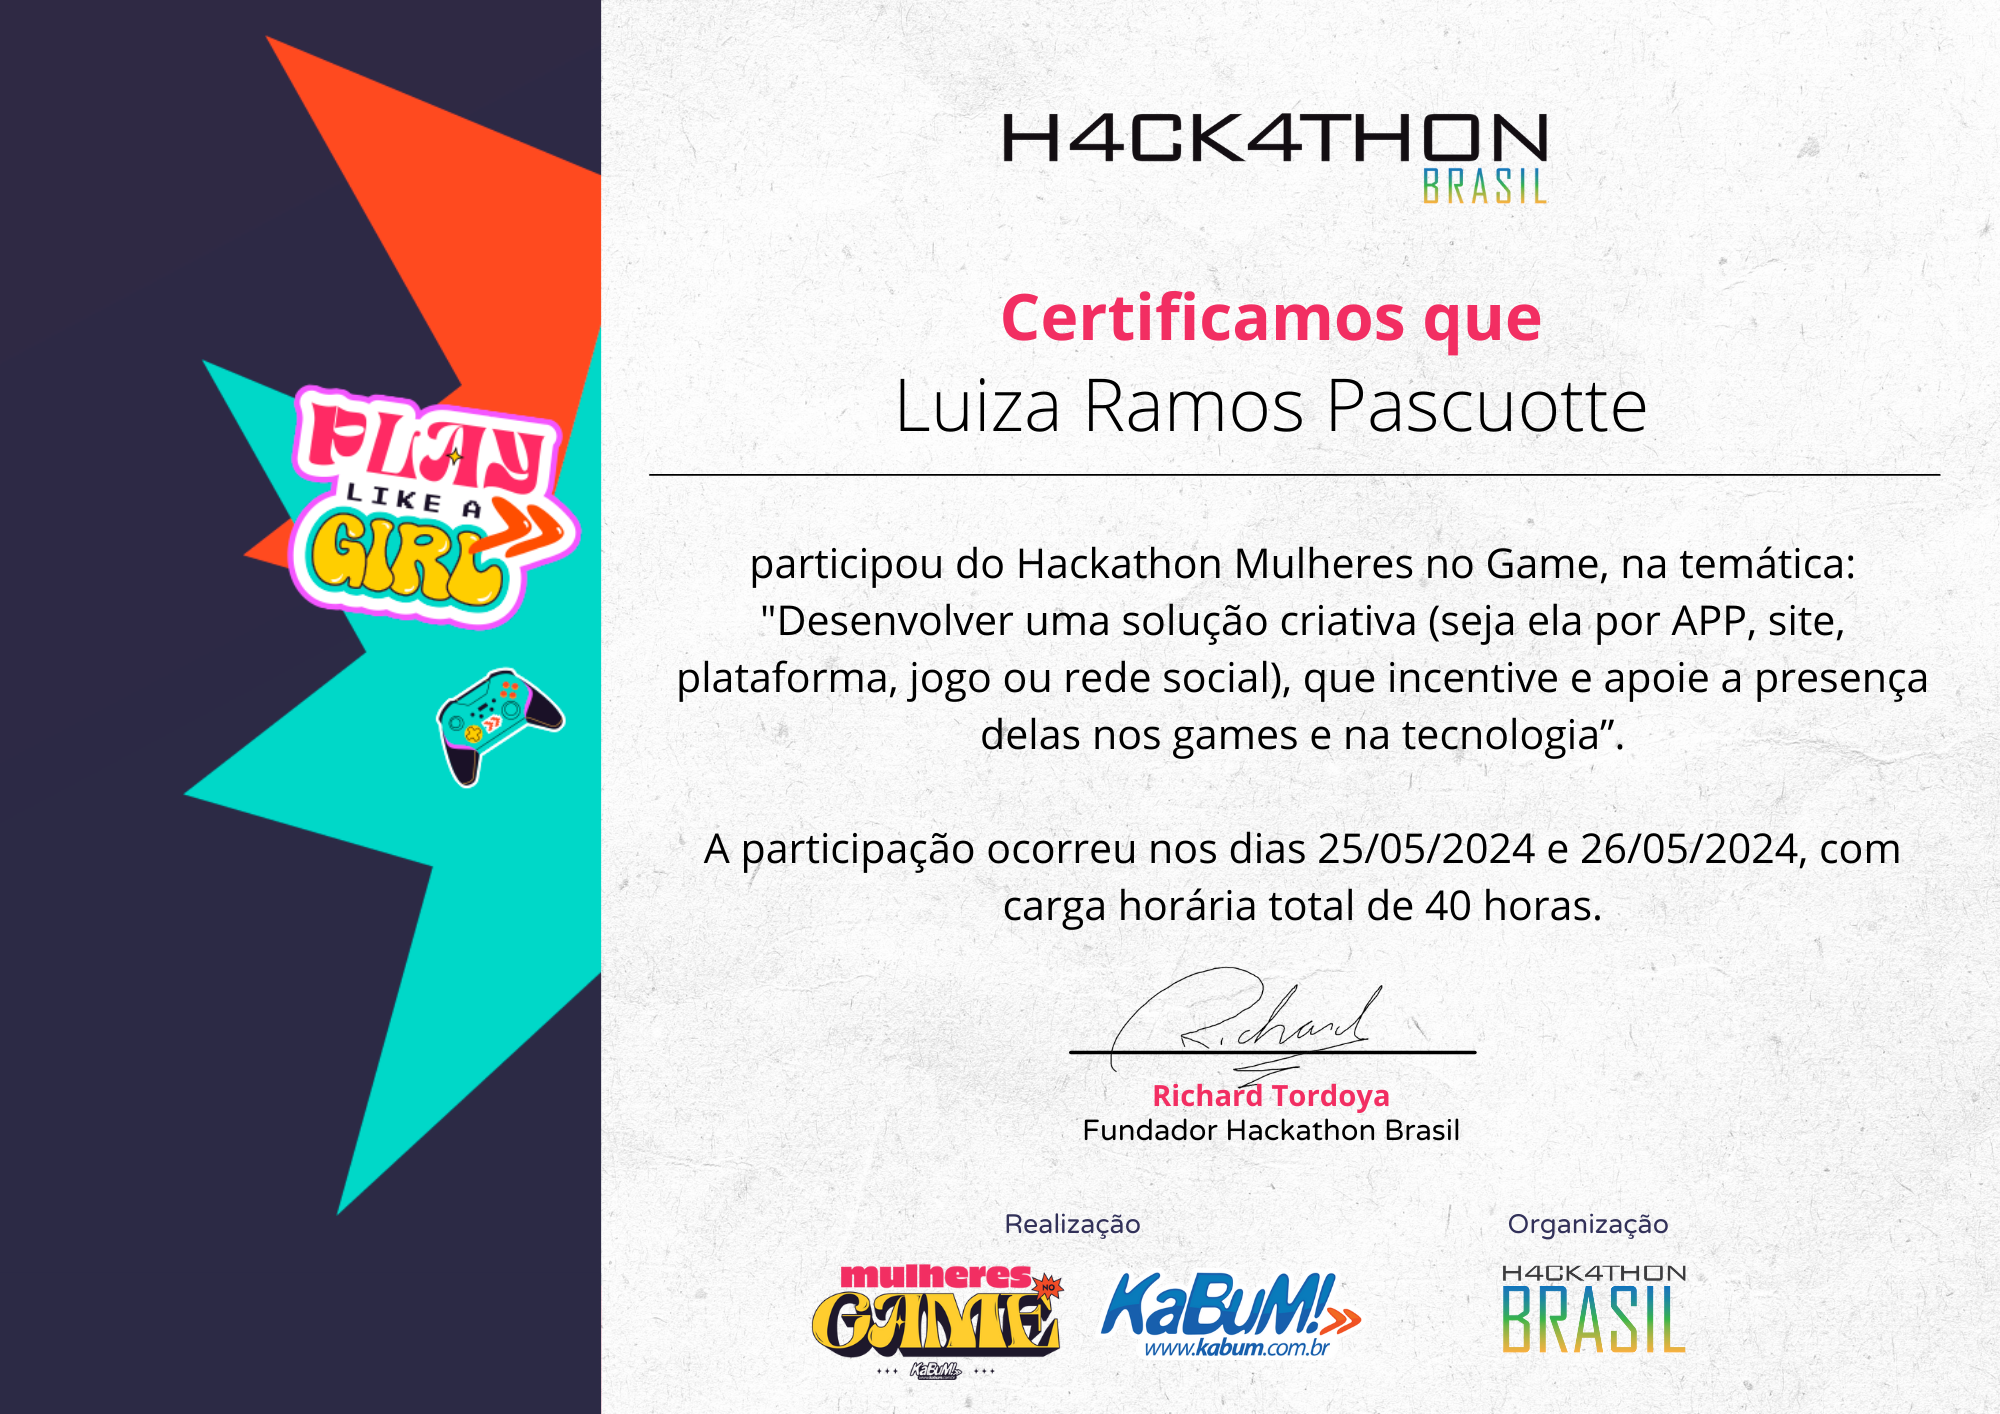 H4CK4THON
BRASIL
Certificamos que
Luiza Ramos Pascuotte
PLAY
LIKE A
GIRL
participou do Hackathon Mulheres no Game, na temática:
"Desenvolver uma solução criativa (seja ela por APP, site,
plataforma, jogo ou rede social), que incentive e apoie a presença
delas nos games e na tecnologia”.
A participação ocorreu nos dias 25/05/2024 e 26/05/2024, com
carga horária total de 40 horas.
Richard
Richard Tordoya
Fundador Hackathon Brasil
Realização
mulheres
NO
GAME
KaBuM!
KaBuM!
www.kabum.com.br
Organização
H4CK4THON
BRASIL